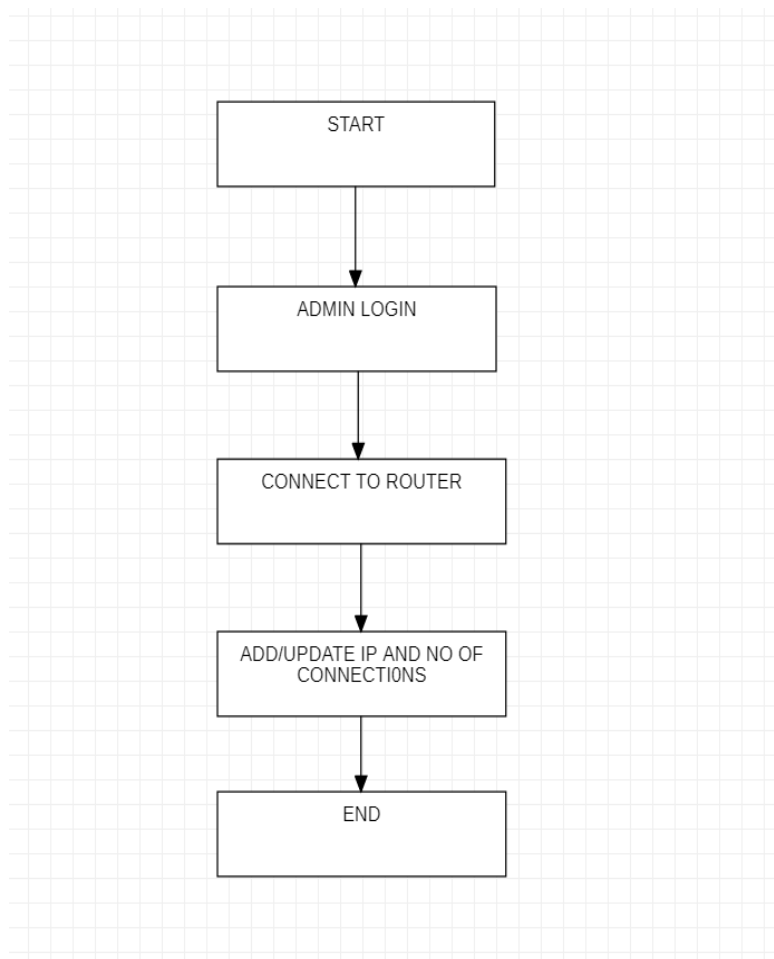 START
ADMIN LOGIN
CONNECT TO ROUTER
ADD/UPDATE IP AND NO OF
CONNECTI0NS
END